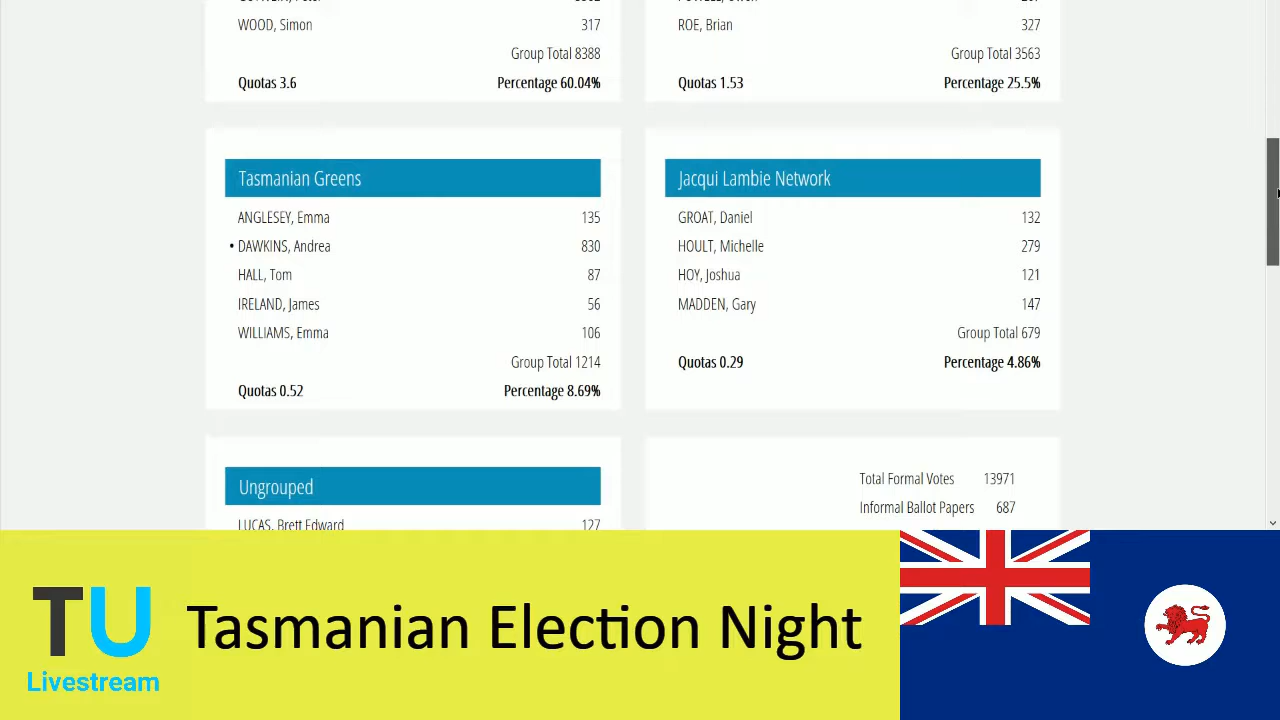 WOOD, Simon 317
Group Total 8388
Quotas 3.6 Percentage 60.04%
ROE, Brian 327
Group Total 3563
Quotas 1.53 Percentage 25.5%
Tasmanian Greens
ANGLESEY, Emma 135
• DAWKINS, Andrea 830
HALL, Tom 87
IRELAND, James 56
WILLIAMS, Emma 106
Group Total 1214
Quotas 0.52 Percentage 8.69%
Jacqui Lambie Network
GROAT, Daniel 132
HOULT, Michelle 279
HOY, Joshua 121
MADDEN, Gary 147
Group Total 679
Quotas 0.29 Percentage 4.86%
Ungrouped
LUCAS, Brett Edward 127
Total Formal Votes 13971
Informal Ballot Papers 687
TU
Livestream
Tasmanian Election Night